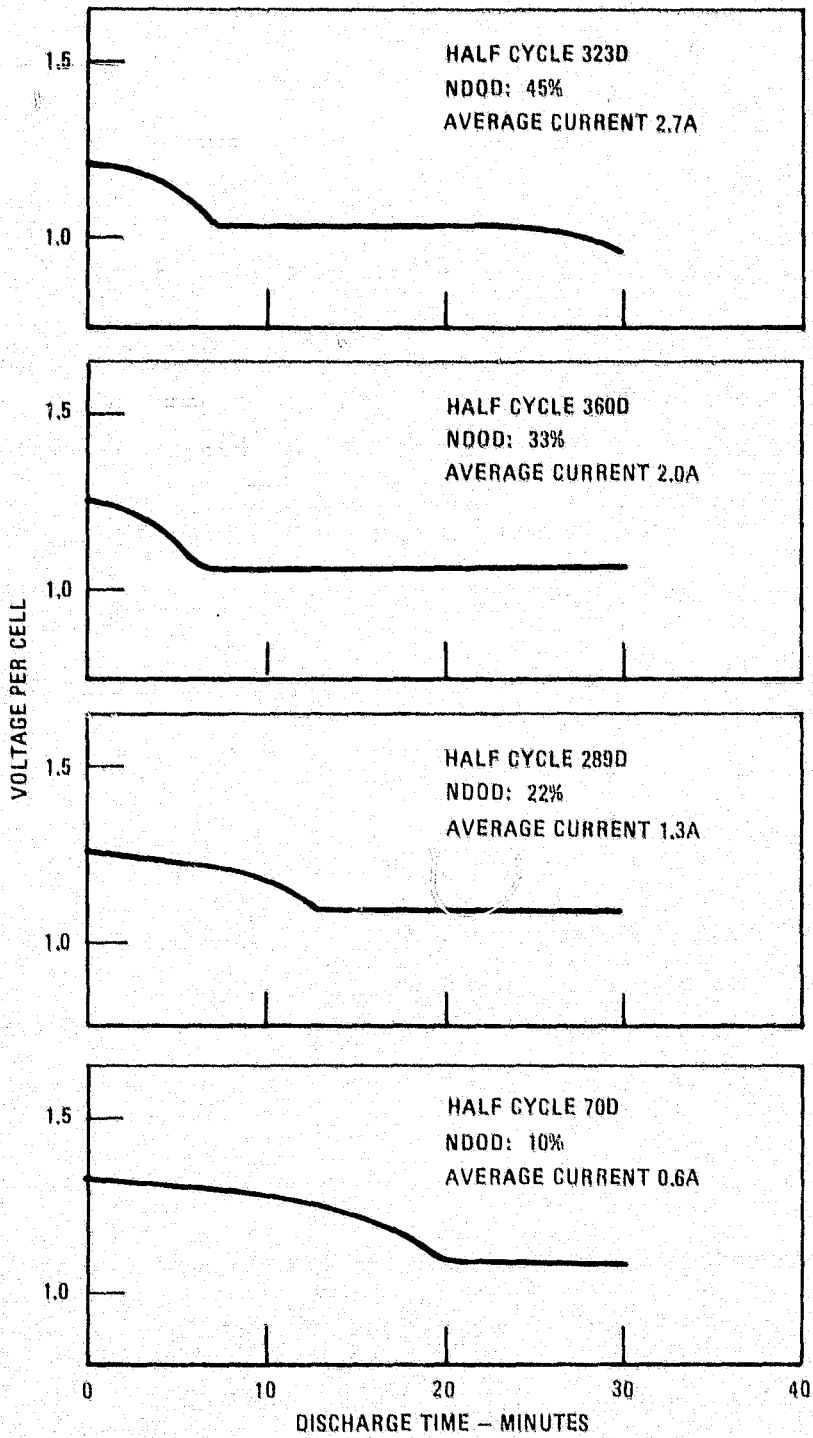 VOLTAGE PER CELL
1.5
1.0
HALF CYCLE 323D
NDOD: 45%
AVERAGE CURRENT 2.7A
1.5
1.0
HALF CYCLE 360D
NDOD: 33%
AVERAGE CURRENT 2.0A
1.5
1.0
HALF CYCLE 289D
NDOD: 22%
AVERAGE CURRENT 1.3A
1.5
1.0
HALF CYCLE 70D
NDOD: 10%
AVERAGE CURRENT 0.6A
0 10 20 30 40
DISCHARGE TIME – MINUTES